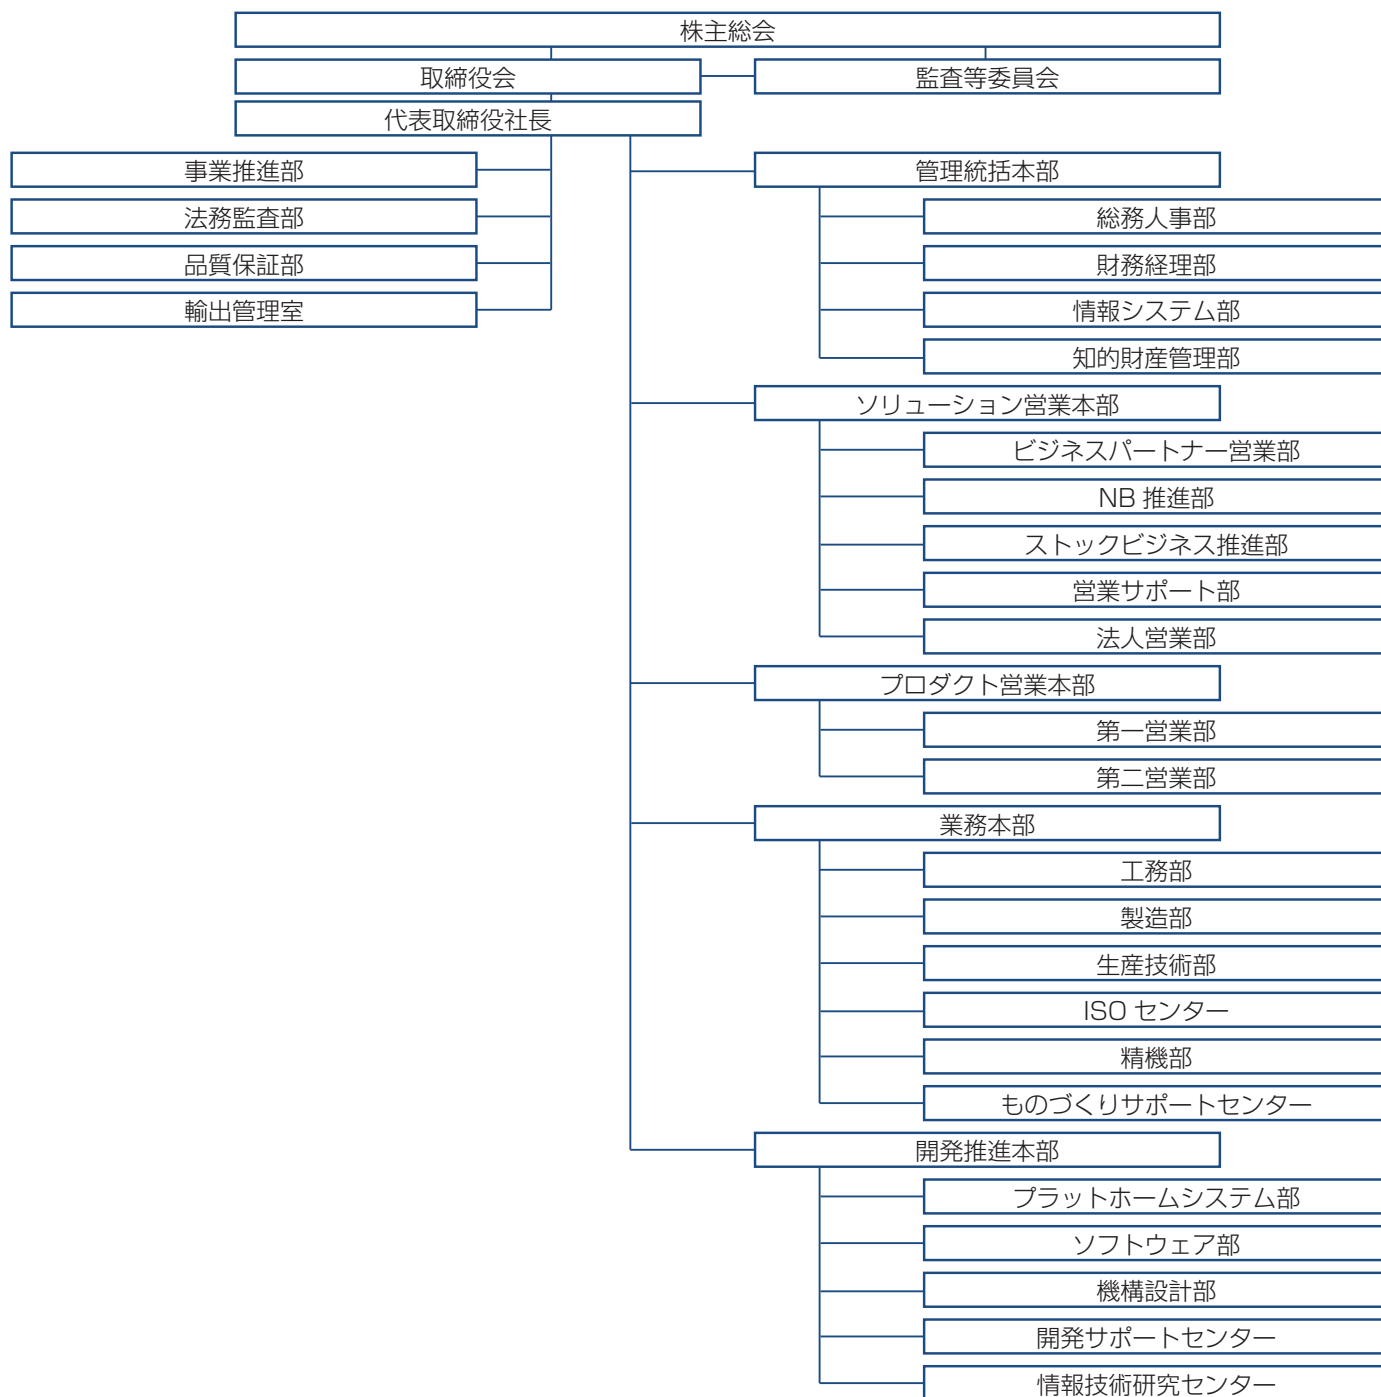 株主総会
取締役会
監査等委員会
代表取締役社長
事業推進部
法務監査部
品質保証部
輸出管理室
管理統括本部
総務人事部
財務経理部
情報システム部
知的財産管理部
ソリューション営業本部
ビジネスパートナー営業部
NB 推進部
ストックビジネス推進部
営業サポート部
法人営業部
プロダクト営業本部
第一営業部
第二営業部
業務本部
工務部
製造部
生産技術部
ISO センター
精機部
ものづくりサポートセンター
開発推進本部
プラットホームシステム部
ソフトウェア部
機構設計部
開発サポートセンター
情報技術研究センター